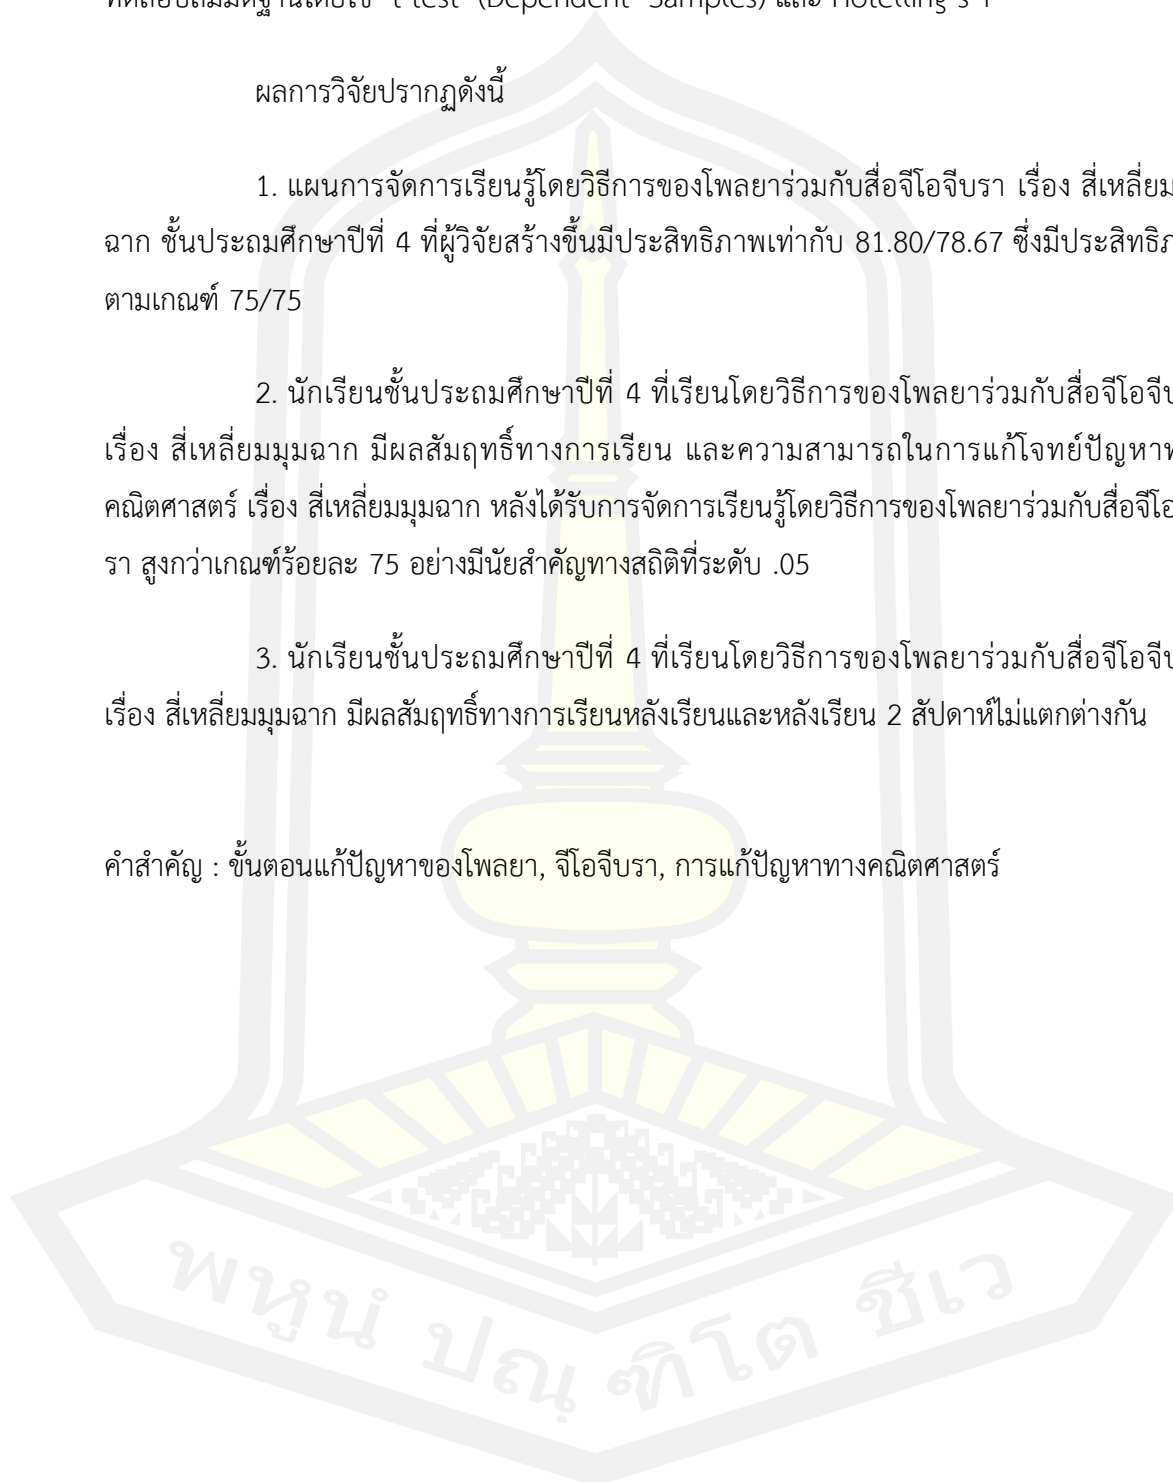 ทดสอบสมมติฐานโดยใช้ t-test (Dependent Samples) และ Hotelling's T
ผลการวิจัยปรากฏดังนี้
1. แผนการจัดการเรียนรู้โดยวิธีการของโพลยาร่วมกับสื่อจีโอจีบรา เรื่อง สี่เหลี่ยม
ฉาก ชั้นประถมศึกษาปีที่ 4 ที่ผู้วิจัยสร้างขึ้นมีประสิทธิภาพเท่ากับ 81.80/78.67 ซึ่งมีประสิทธิภ
ตามเกณฑ์ 75/75
2. นักเรียนชั้นประถมศึกษาปีที่ 4 ที่เรียนโดยวิธีการของโพลยาร่วมกับสื่อจีโอจีบ
เรื่อง สี่เหลี่ยมมุมฉาก มีผลสัมฤทธิ์ทางการเรียน และความสามารถในการแก้โจทย์ปัญหาท
คณิตศาสตร์ เรื่อง สี่เหลี่ยมมุมฉาก หลังได้รับการจัดการเรียนรู้โดยวิธีการของโพลยาร่วมกับสื่อจีโอ
รา สูงกว่าเกณฑ์ร้อยละ 75 อย่างมีนัยสำคัญทางสถิติที่ระดับ .05
3. นักเรียนชั้นประถมศึกษาปีที่ 4 ที่เรียนโดยวิธีการของโพลยาร่วมกับสื่อจีโอจีบ
เรื่อง สี่เหลี่ยมมุมฉาก มีผลสัมฤทธิ์ทางการเรียนหลังเรียนและหลังเรียน 2 สัปดาห์ไม่แตกต่างกัน
คำสำคัญ : ขั้นตอนแก้ปัญหาของโพลยา, จีโอจีบรา, การแก้ปัญหาทางคณิตศาสตร์
พหูนํ ปณฺฑิโต ชีเว